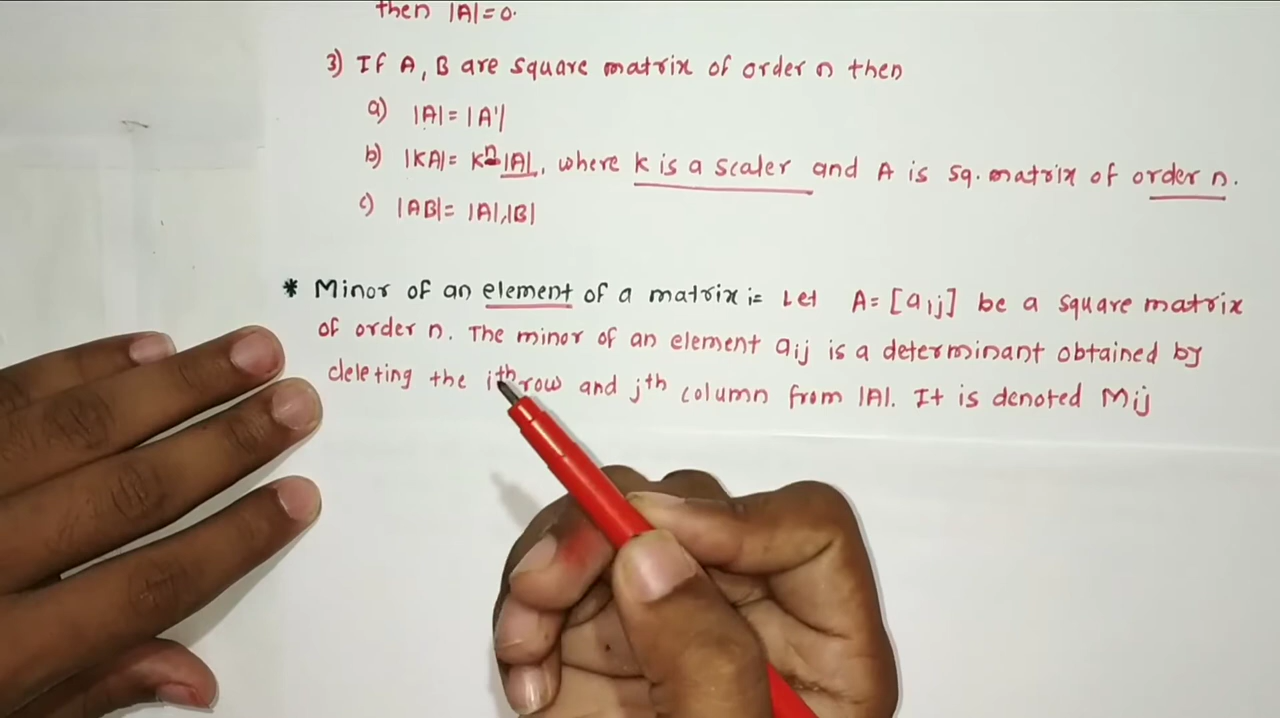 then |A|=0.
3) If A, B are square matrix of order n then
a) |A|=|A'|
b) |KA|= Kⁿ|A|, where k is a scaler and A is sq. matrix of order n.
c) |AB|= |A|,|B|
* Minor of an element of a matrix:= Let A= [aij] be a square matrix
of order n. The minor of an element aij is a determinant obtained by
deleting the ith row and jth column from |A|. It is denoted Mij